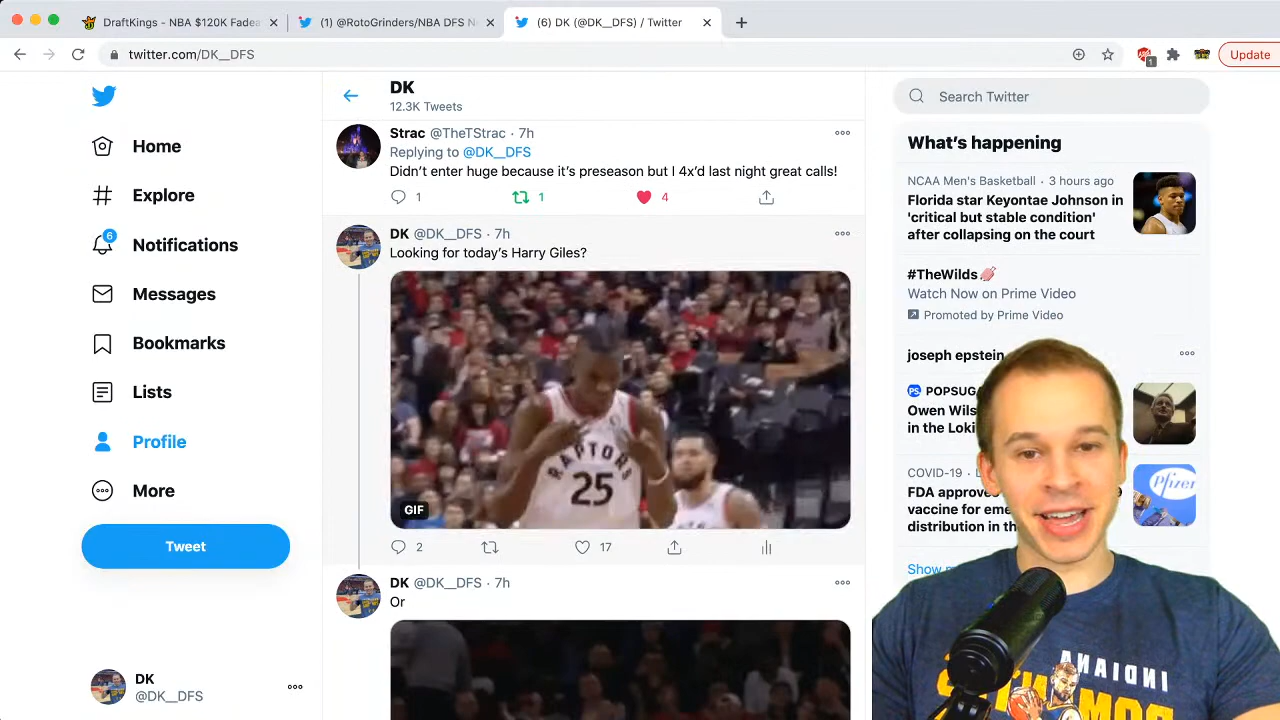 DraftKings - NBA $120K Fadea
(1) @RotoGrinders/NBA DFS N
(6) DK (@DK__DFS) / Twitter
twitter.com/DK__DFS
1
Update
Home
Explore
6
Notifications
Messages
Bookmarks
Lists
Profile
More
Tweet
DK
@DK__DFS
DK
12.3K Tweets
Strac @TheTStrac · 7h
Replying to @DK__DFS
Didn't enter huge because it's preseason but I 4x'd last night great calls!
1 1 4
DK @DK__DFS · 7h
Looking for today's Harry Giles?
RAPTORS
25
GIF
2 17
DK @DK__DFS · 7h
Or
Search Twitter
What's happening
NCAA Men's Basketball · 3 hours ago
Florida star Keyontae Johnson in
'critical but stable condition'
after collapsing on the court
#TheWilds
Watch Now on Prime Video
Promoted by Prime Video
joseph epstein
PS. POPSUG
Owen Wils
in the Loki
COVID-19
FDA approve
vaccine for eme
distribution in th
Pfizer
Show
INDIANA